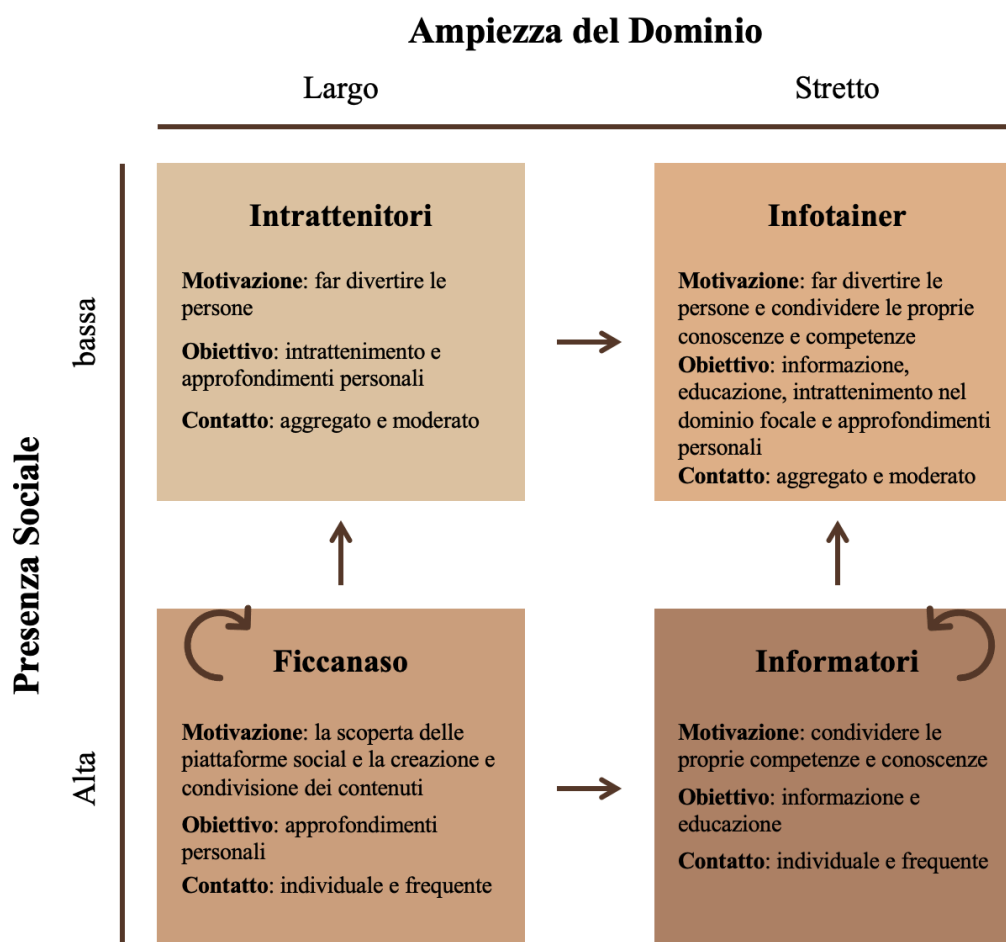 Ampiezza del Dominio
Largo
Stretto
Presenza Sociale
bassa
Alta
Intrattenitori
Motivazione: far divertire le
persone
Obiettivo: intrattenimento e
approfondimenti personali
Contatto: aggregato e moderato
Infotainer
Motivazione: far divertire le
persone e condividere le proprie
conoscenze e competenze
Obiettivo: informazione,
educazione, intrattenimento nel
dominio focale e approfondimenti
personali
Contatto: aggregato e moderato
Ficcanaso
Motivazione: la scoperta delle
piattaforme social e la creazione e
condivisione dei contenuti
Obiettivo: approfondimenti
personali
Contatto: individuale e frequente
Informatori
Motivazione: condividere le
proprie competenze e conoscenze
Obiettivo: informazione e
educazione
Contatto: individuale e frequente